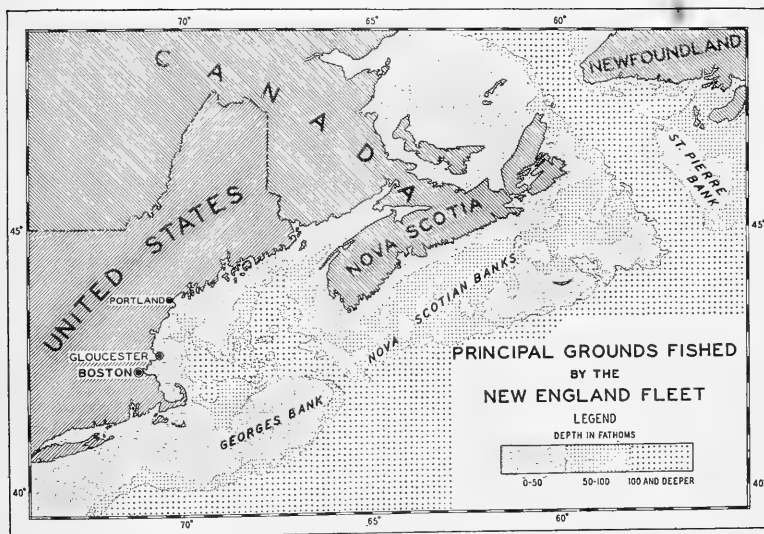 70°
65°
60°
CANADA
NEWFOUNDLAND
ST. PIERRE
BANK
45°
45°
UNITED STATES
NOVA SCOTIA
PORTLAND
NOVA SCOTIAN BANKS
GLOUCESTER
BOSTON
GEORGES BANK
PRINCIPAL GROUNDS FISHED
BY THE
NEW ENGLAND FLEET
LEGEND
DEPTH IN FATHOMS
0-50 50-100 100 AND DEEPER
40°
40°
70°
65°
60°